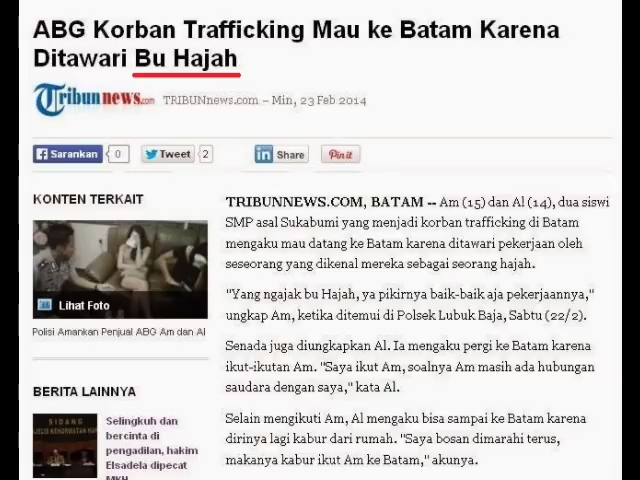 ABG Korban Trafficking Mau ke Batam Karena
Ditawari Bu Hajah
Tribunnews.com TRIBUNnews.com – Min, 23 Feb 2014
Sarankan 0 Tweet 2 Share Pin it
KONTEN TERKAIT
Lihat Foto
Polisi Amankan Penjual ABG Am dan Al
BERITA LAINNYA
SIDANG
Selingkuh dan
bercinta di
pengadilan, hakim
Elsadela dipecat
MKH
TRIBUNNEWS.COM, BATAM -- Am (15) dan Al (14), dua siswi
SMP asal Sukabumi yang menjadi korban trafficking di Batam
mengaku mau datang ke Batam karena ditawari pekerjaan oleh
seseorang yang dikenal mereka sebagai seorang hajah.
"Yang ngajak bu Hajah, ya pikirnya baik-baik aja pekerjaannya,"
ungkap Am, ketika ditemui di Polsek Lubuk Baja, Sabtu (22/2).
Senada juga diungkapkan Al. Ia mengaku pergi ke Batam karena
ikut-ikutan Am. "Saya ikut Am, soalnya Am masih ada hubungan
saudara dengan saya," kata Al.
Selain mengikuti Am, Al mengaku bisa sampai ke Batam karena
dirinya lagi kabur dari rumah. "Saya bosan dimarahi terus,
makanya kabur ikut Am ke Batam," akunya.